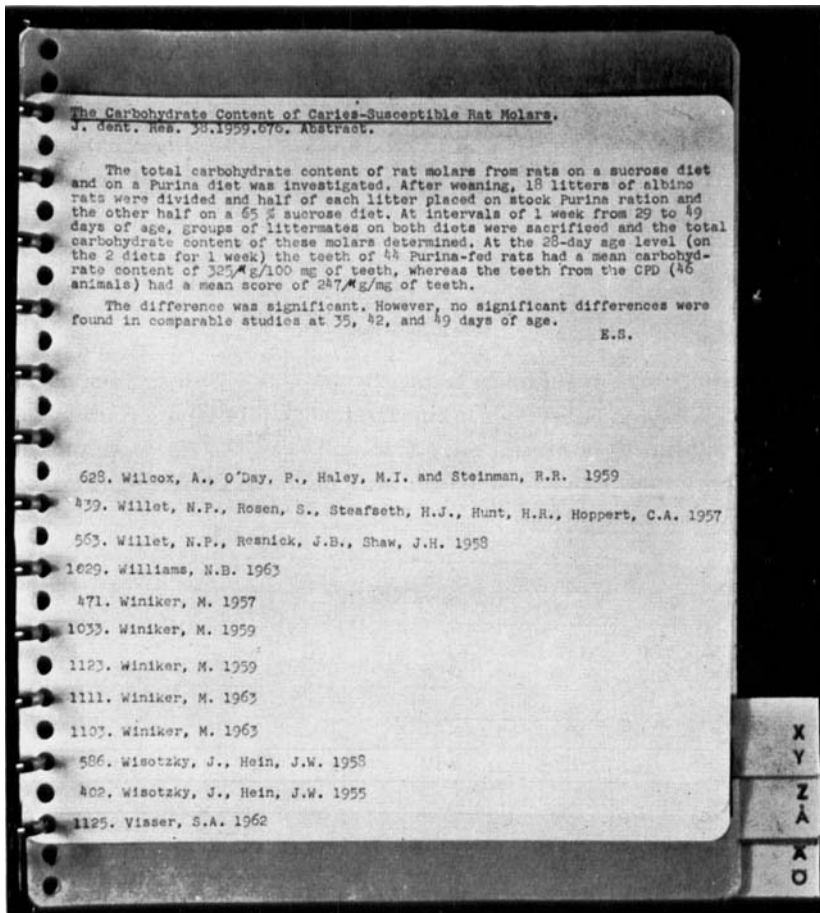 The Carbohydrate Content of Caries-Susceptible Rat Molars.
J. dent. Res. 38.1959.676. Abstract.
The total carbohydrate content of rat molars from rats on a sucrose diet
and on a Purina diet was investigated. After weaning, 18 litters of albino
rats were divided and half of each litter placed on stock Purina ration and
the other half on a 65 % sucrose diet. At intervals of 1 week from 29 to 49
days of age, groups of littermates on both diets were sacrificed and the total
carbohydrate content of these molars determined. At the 28-day age level (on
the 2 diets for 1 week) the teeth of 44 Purina-fed rats had a mean carbohyd-
rate content of 325 μg/100 mg of teeth, whereas the teeth from the CPD (46
animals) had a mean score of 247 μg/mg of teeth.
The difference was significant. However, no significant differences were
found in comparable studies at 35, 42, and 49 days of age.
E.S.
628. Wilcox, A., O'Day, P., Haley, M.I. and Steinman, R.R. 1959
439. Willet, N.P., Rosen, S., Steafseth, H.J., Hunt, H.R., Hoppert, C.A. 1957
563. Willet, N.P., Resnick, J.B., Shaw, J.H. 1958
1029. Williams, N.B. 1963
471. Winiker, M. 1957
1033. Winiker, M. 1959
1123. Winiker, M. 1959
1111. Winiker, M. 1963
1103. Winiker, M. 1963
586. Wisotzky, J., Hein, J.W. 1958
402. Wisotzky, J., Hein, J.W. 1955
1125. Visser, S.A. 1962
X
Y
Z
Å
Ä
Ö